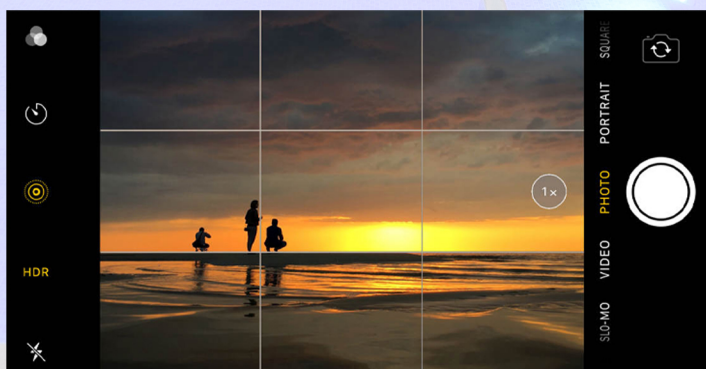 HDR
1×
SQUARE
PORTRAIT
PHOTO
VIDEO
SLO-MO